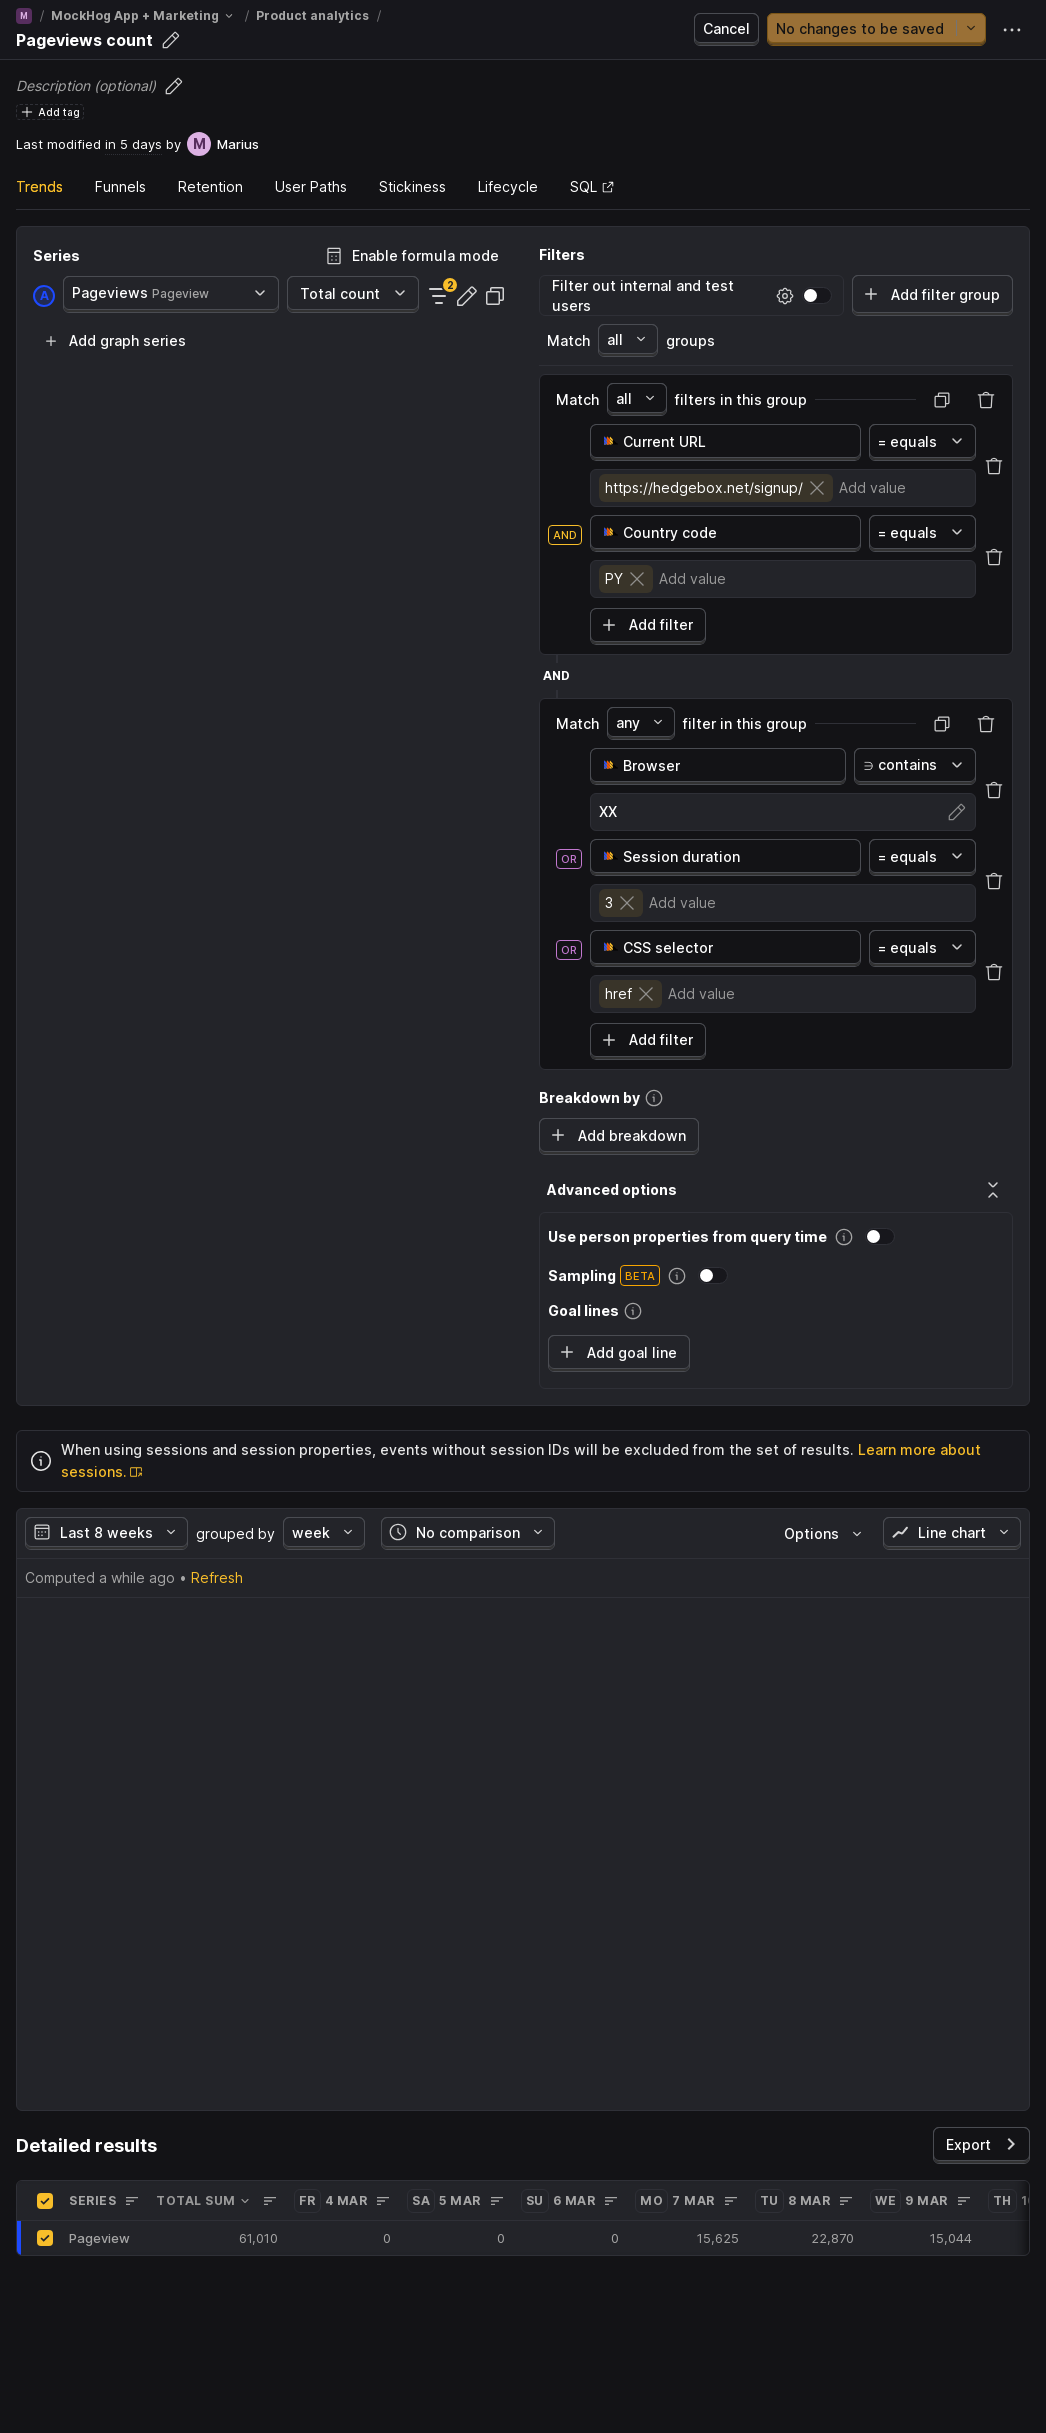 M / MockHog App + Marketing / Product analytics /
Pageviews count
Cancel
No changes to be saved
Description (optional)
Add tag
Last modified in 5 days by M Marius
Trends Funnels Retention User Paths Stickiness Lifecycle SQL
Series
Enable formula mode
A Pageviews Pageview Total count 2
Add graph series
Filters
Filter out internal and test
users
Add filter group
Match all groups
Match all filters in this group
Current URL = equals
https://hedgebox.net/signup/ Add value
AND Country code = equals
PY Add value
Add filter
AND
Match any filter in this group
Browser ∋ contains
XX
OR Session duration = equals
3 Add value
OR CSS selector = equals
href Add value
Add filter
Breakdown by
Add breakdown
Advanced options
Use person properties from query time
Sampling BETA
Goal lines
Add goal line
When using sessions and session properties, events without session IDs will be excluded from the set of results. Learn more about
sessions.
Last 8 weeks grouped by week No comparison Options Line chart
Computed a while ago • Refresh
Detailed results
Export
SERIES TOTAL SUM FR 4 MAR SA 5 MAR SU 6 MAR MO 7 MAR TU 8 MAR WE 9 MAR TH
Pageview 61,010 0 0 0 15,625 22,870 15,044